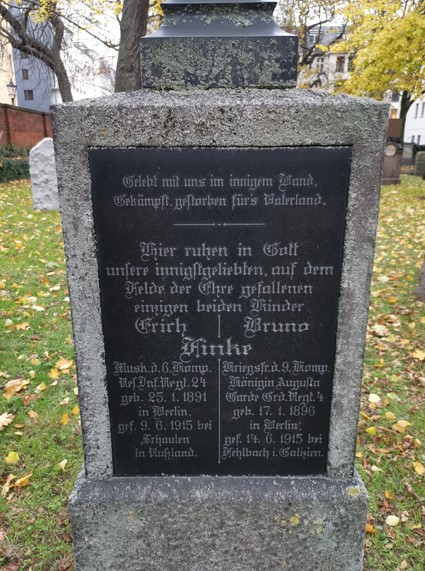 Gelebt mit uns im innigem Band,
Gekämpft, gestorben für's Vaterland.
Hier ruhen in Gott
unsere innigstgeliebten, auf dem
Felde der Ehre gefallenen
einzigen beiden Kinder
Erich Bruno
Finke
Musk. d. 6. Komp.
Res. Inf. Regt. 24
geb. 25. 1. 1891
in Berlin,
gef. 9. 6. 1915 bei
Schaulen
in Rußland.
Kriegsfr. d. 9. Komp.
Königin Augusta
Garde Grd. Regt. 4
geb. 17. 1. 1896
in Berlin,
gef. 14. 6. 1915 bei
Fehlbach i. Galizien.